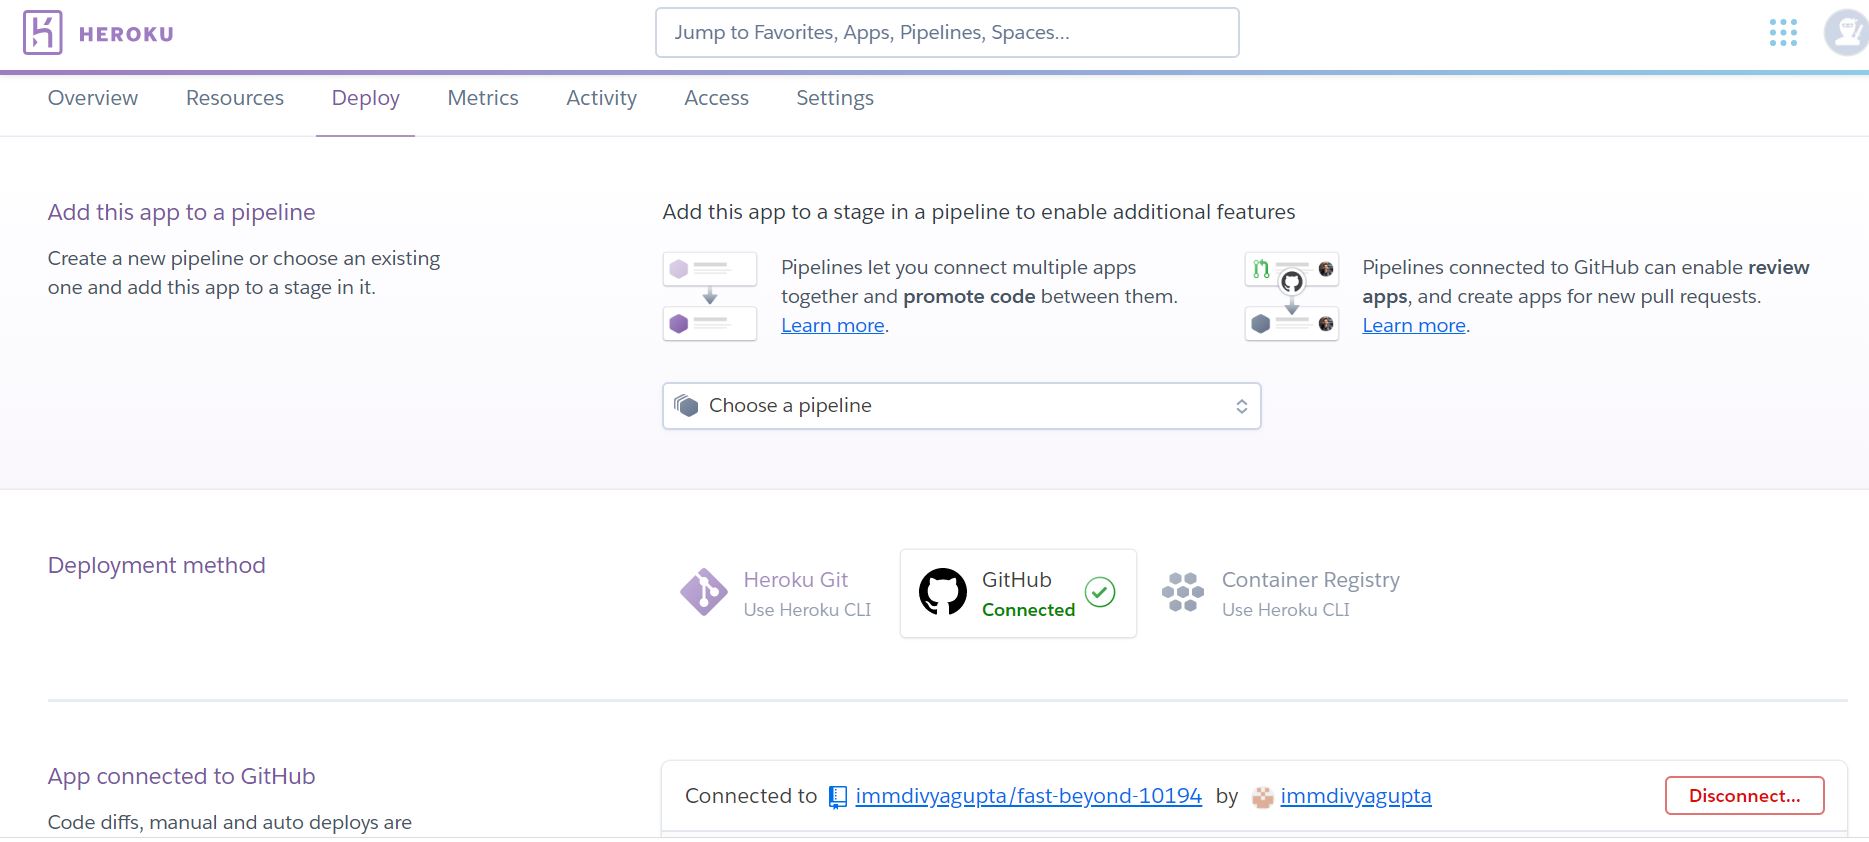 HEROKU
Jump to Favorites, Apps, Pipelines, Spaces...
Overview Resources Deploy Metrics Activity Access Settings
Add this app to a pipeline
Create a new pipeline or choose an existing
one and add this app to a stage in it.
Add this app to a stage in a pipeline to enable additional features
Pipelines let you connect multiple apps
together and promote code between them.
Learn more.
Pipelines connected to GitHub can enable review
apps, and create apps for new pull requests.
Learn more.
Choose a pipeline
Deployment method
Heroku Git
Use Heroku CLI
GitHub
Connected
Container Registry
Use Heroku CLI
App connected to GitHub
Code diffs, manual and auto deploys are
Connected to immdivyagupta/fast-beyond-10194 by immdivyagupta
Disconnect...